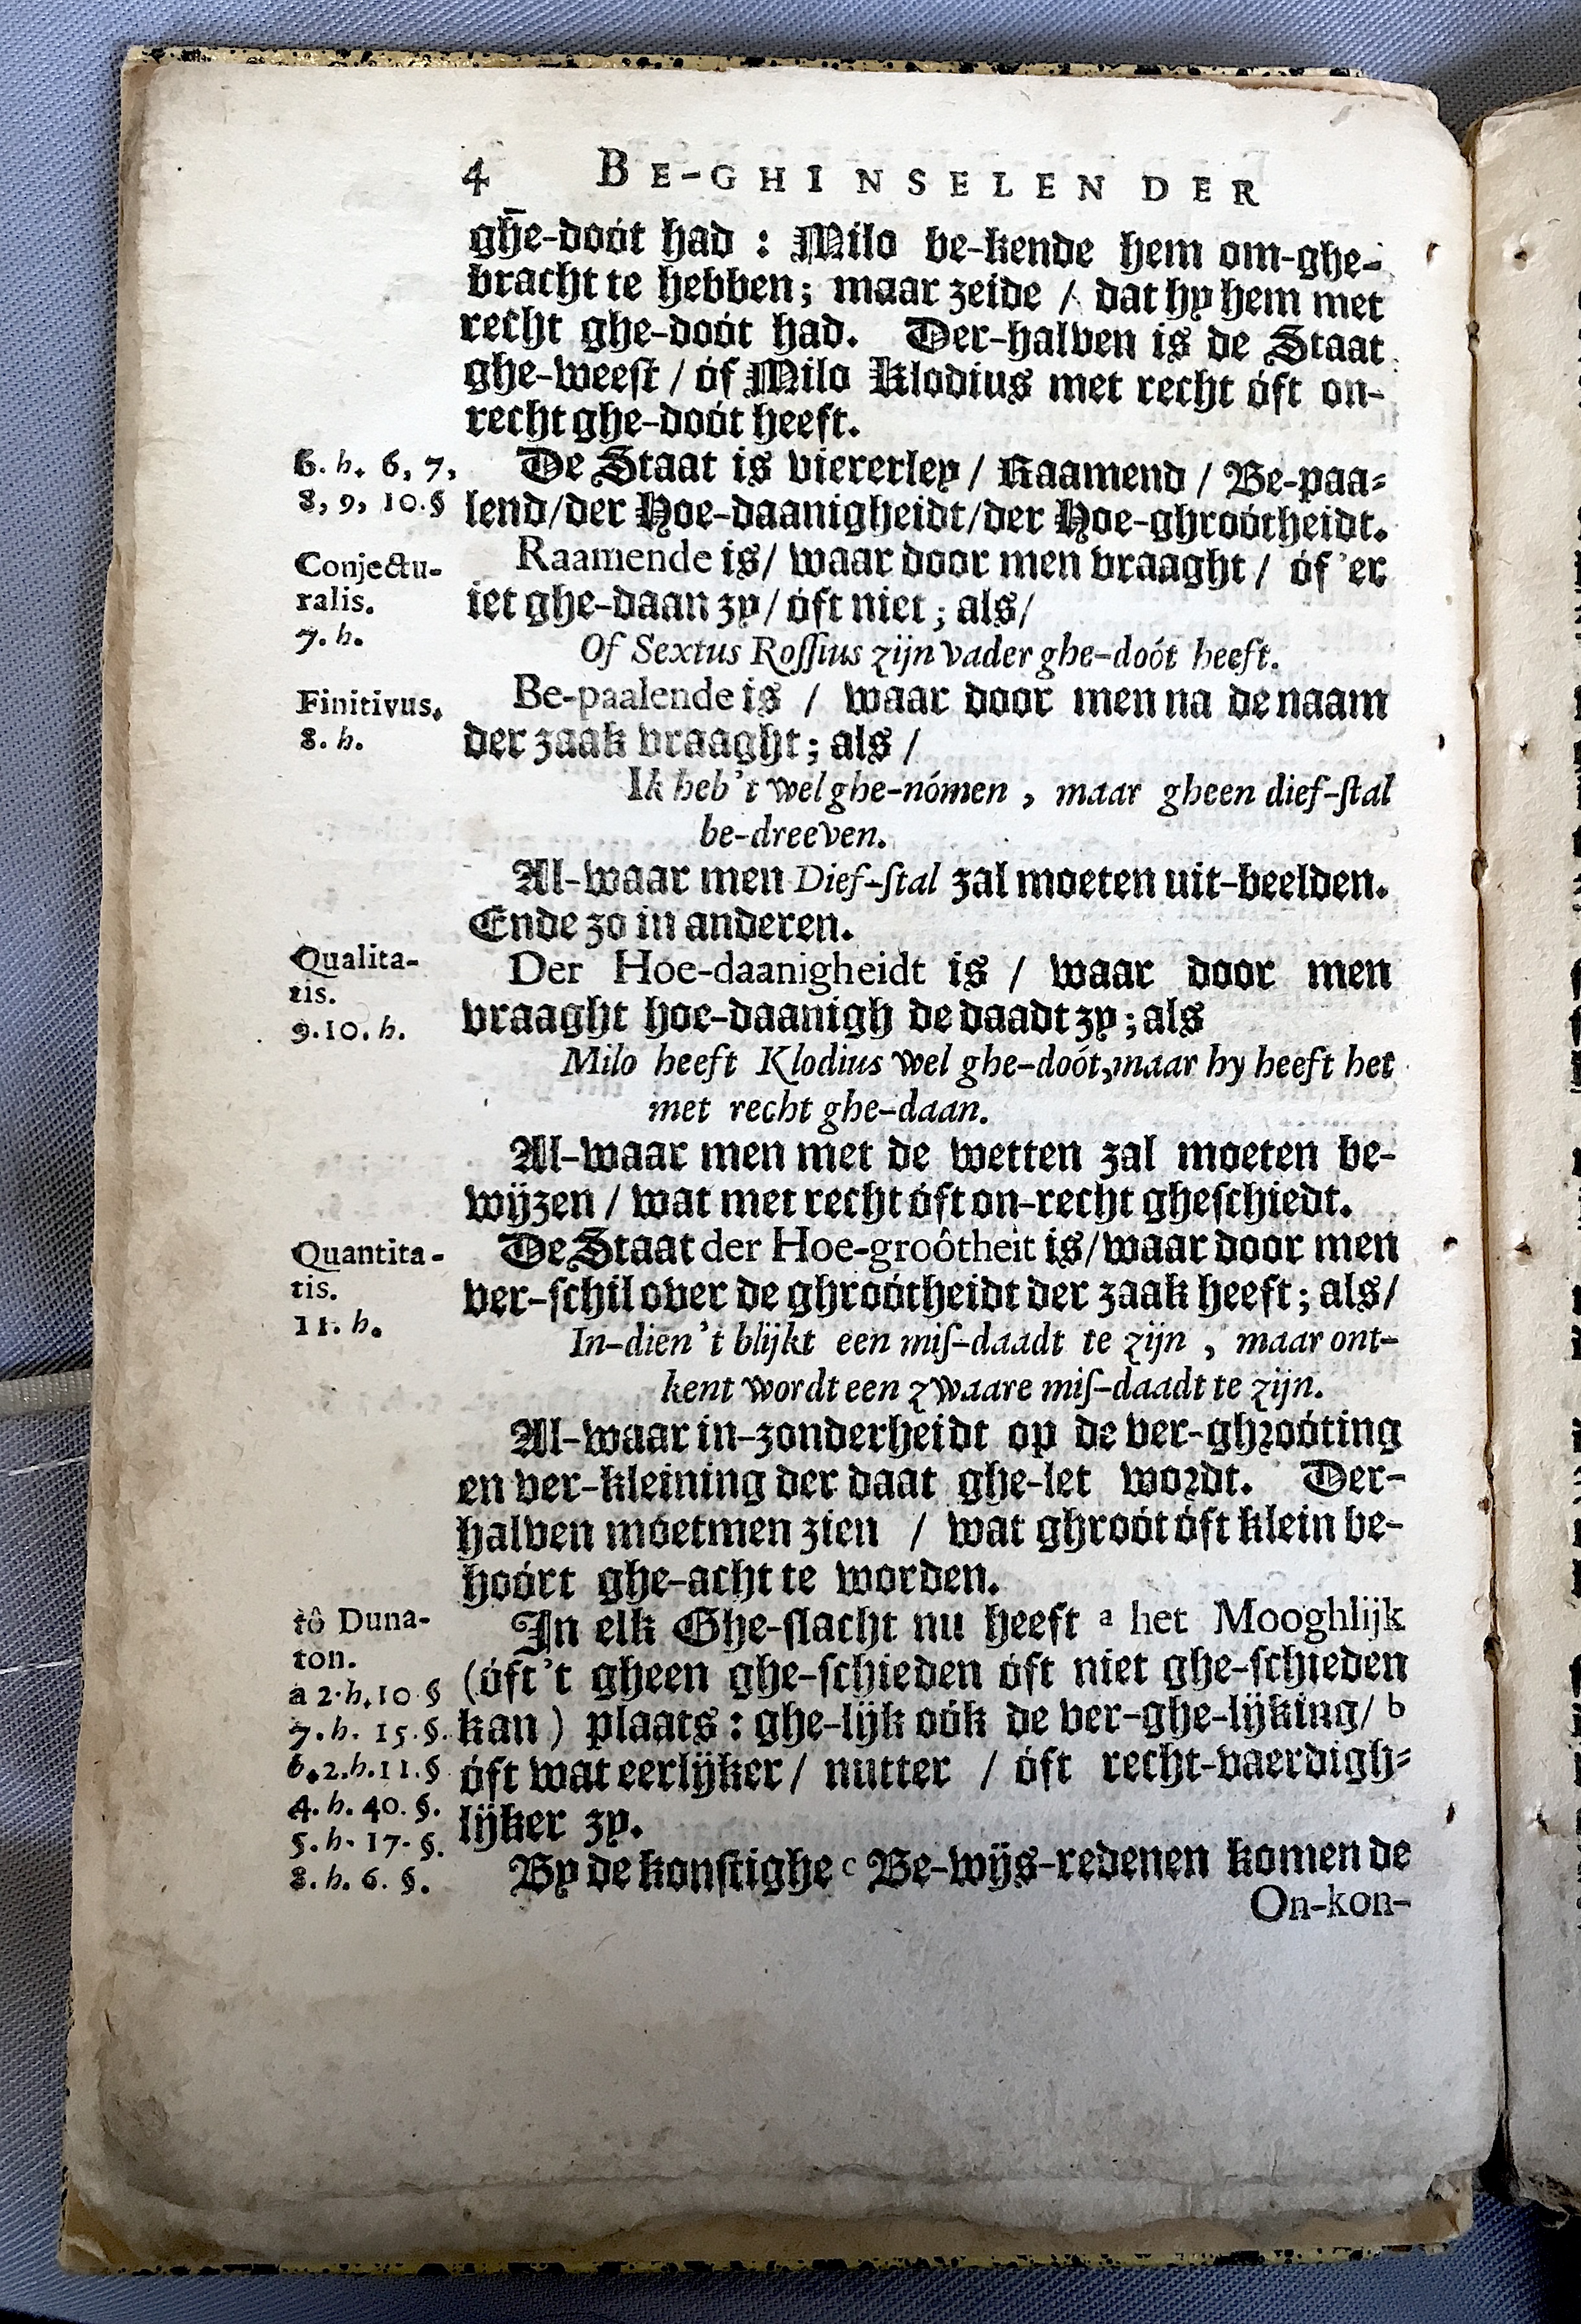 4 BE-GHINSELEN DER
ghe-doót had : Milo be-kende hem om-ghe-
bracht te hebben; maar zeide / dat hy hem met
recht ghe-doót had. Der-halven is de Staat
ghe-weest / óf Milo Klodius met recht óft on-
recht ghe-doót heeft.
6. h. 6, 7,
8, 9, 10. §
De Staat is viererley / Raamend / Be-paa-
lend/der Hoe-daanigheidt/der Hoe-ghroótheidt.
Conjectu-
ralis.
7. h.
Raamende is/ waar door men vraaght / óf 'er
iet ghe-daan zy/ óft niet ; als/
Of Sextus Rossius zijn vader ghe-doót heeft.
Finitivus.
8. h.
Be-paalende is / waar door men na de naam
der zaak vraaght ; als /
Ik heb 't wel ghe-nómen , maar gheen dief-ſtal
be-dreeven.
Al-waar men Dief-ſtal zal moeten uit-beelden.
Ende zo in anderen.
Qualita-
tis.
9. 10. h.
Der Hoe-daanigheidt is / waar door men
vraaght hoe-daanigh de daadt zy ; als
Milo heeft Klodius wel ghe-doót, maar hy heeft het
met recht ghe-daan.
Al-waar men met de wetten zal moeten be-
wijzen / wat met recht óft on-recht gheſchiedt.
Quantita-
tis.
11. h.
De Staat der Hoe-groôtheit is/waar door men
ver-ſchil over de ghroótheidt der zaak heeft ; als/
In-dien 't blijkt een miſ-daadt te zijn , maar ont-
kent wordt een zwaare miſ-daadt te zijn.
Al-waar in-zonderheidt op de ver-ghroóting
en ver-kleining der daat ghe-let wordt. Der-
halven móetmen zien / wat ghroót óft klein be-
hoórt ghe-acht te worden.
tô Duna-
ton.
a 2. h. 10 §
7. h. 15. §.
b. 2. h. 11. §
4. h. 40. §.
5. h. 17. §.
8. h. 6. §.
In elk Ghe-ſlacht nu heeft a het Mooghlijk
(óft 't gheen ghe-ſchieden óft niet ghe-ſchieden
kan ) plaats : ghe-lijk oók de ver-ghe-lijking/ b
óft wat eerlijker / nutter / óft recht-vaerdigh-
lijker zy.
By de konſtighe c Be-wijs-redenen komen de
On-kon-